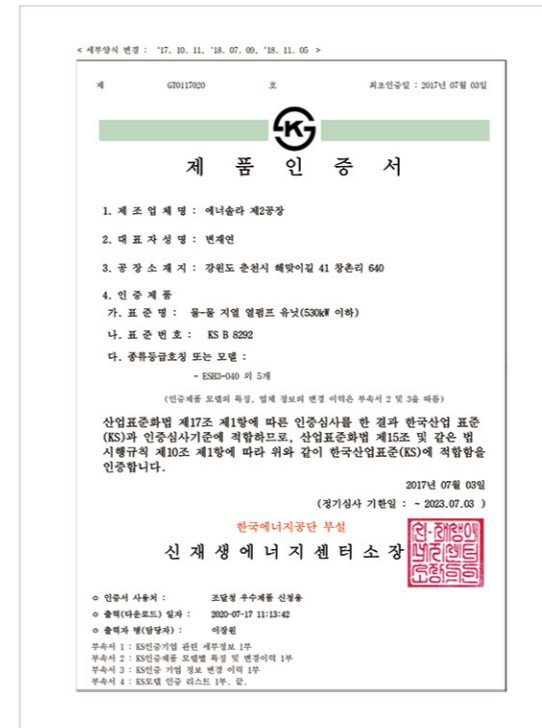 < 세부양식 변경 : '17. 10. 11, '18. 07. 09, '18. 11. 05 >
제 GT0117020 호 최초인증일 : 2017년 07월 03일
제 품 인 증 서
1. 제 조 업 체 명 : 에너솔라 제2공장
2. 대 표 자 성 명 : 변재연
3. 공 장 소 재 지 : 강원도 춘천시 해맞이길 41 창촌리 640
4. 인 증 제 품
가. 표 준 명 : 물-물 지열 열펌프 유닛(530kW 이하)
나. 표 준 번 호 : KS B 8292
다. 종류등급호칭 또는 모델 :
- ESH3-040 외 5개
(인증제품 모델의 특징, 업체 정보의 변경 이력은 부속서 2 및 3을 따름)
산업표준화법 제17조 제1항에 따른 인증심사를 한 결과 한국산업 표준
(KS)과 인증심사기준에 적합하므로, 산업표준화법 제15조 및 같은 법
시행규칙 제10조 제1항에 따라 위와 같이 한국산업표준(KS)에 적합함을
인증합니다.
2017년 07월 03일
(정기심사 기한일 : ~ 2023.07.03 )
한국에너지공단 부설
신 재 생 에 너 지 센 터 소 장
o 인증서 사용처 : 조달청 우수제품 신청용
o 출력(다운로드) 일자 : 2020-07-17 11:13:42
o 출력자 명(담당자) : 이장원
부속서 1 : KS인증기업 관련 세부정보 1부
부속서 2 : KS인증제품 모델별 특징 및 변경이력 1부
부속서 3 : KS인증 기업 정보 변경 이력 1부
부속서 4 : KS모델 인증 리스트 1부. 끝.